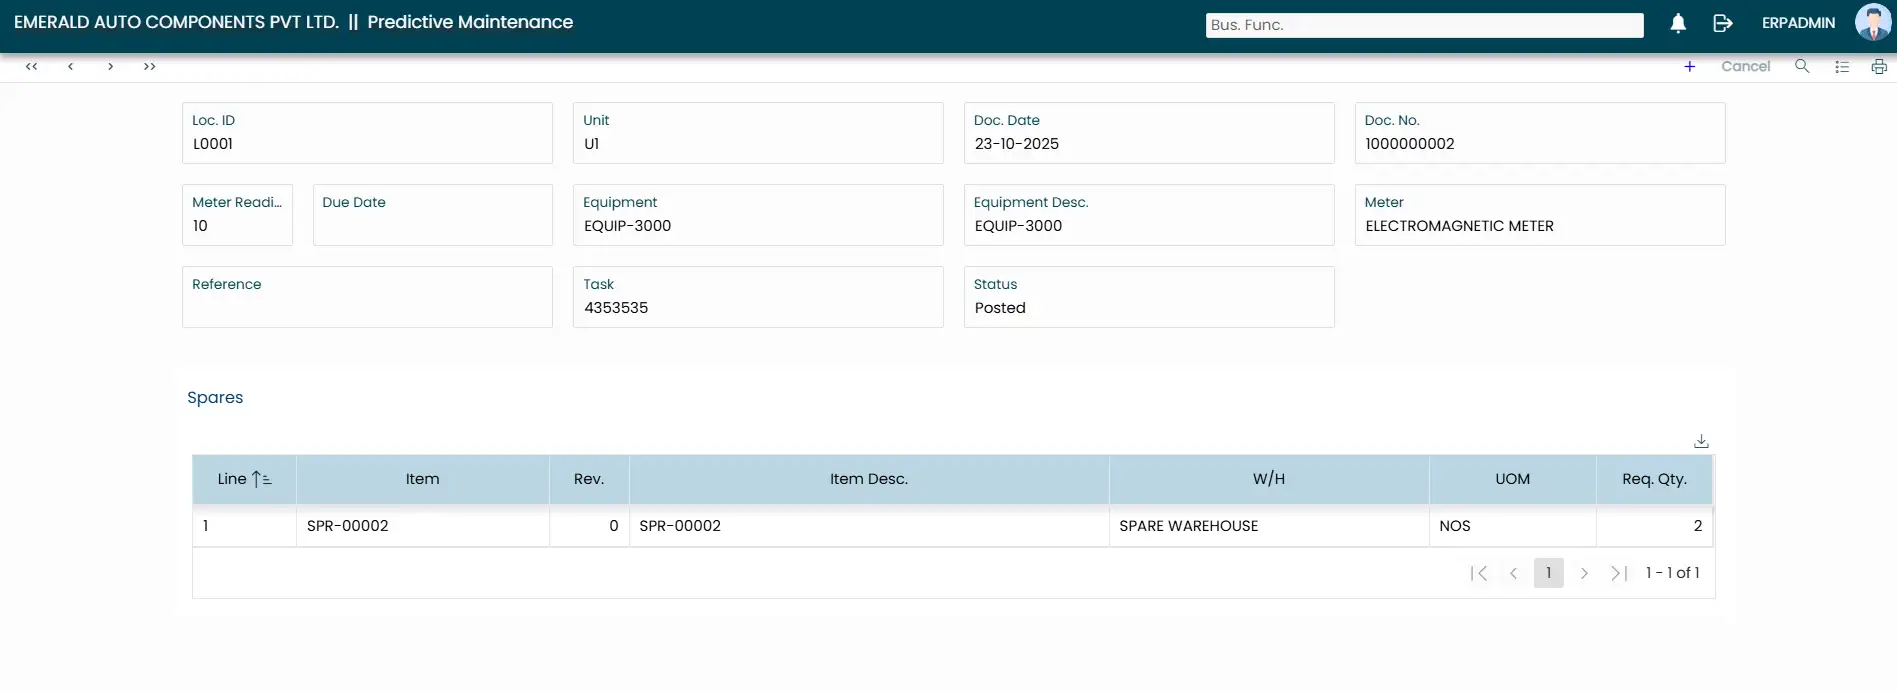 EMERALD AUTO COMPONENTS PVT LTD. || Predictive Maintenance
Bus. Func.
ERPADMIN
Cancel
Loc. ID
L0001
Unit
U1
Doc. Date
23-10-2025
Doc. No.
1000000002
Meter Readi...
10
Due Date
Equipment
EQUIP-3000
Equipment Desc.
EQUIP-3000
Meter
ELECTROMAGNETIC METER
Reference
Task
4353535
Status
Posted
Spares
Line Item Rev. Item Desc. W/H UOM Req. Qty.
1 SPR-00002 0 SPR-00002 SPARE WAREHOUSE NOS 2
1 1 - 1 of 1